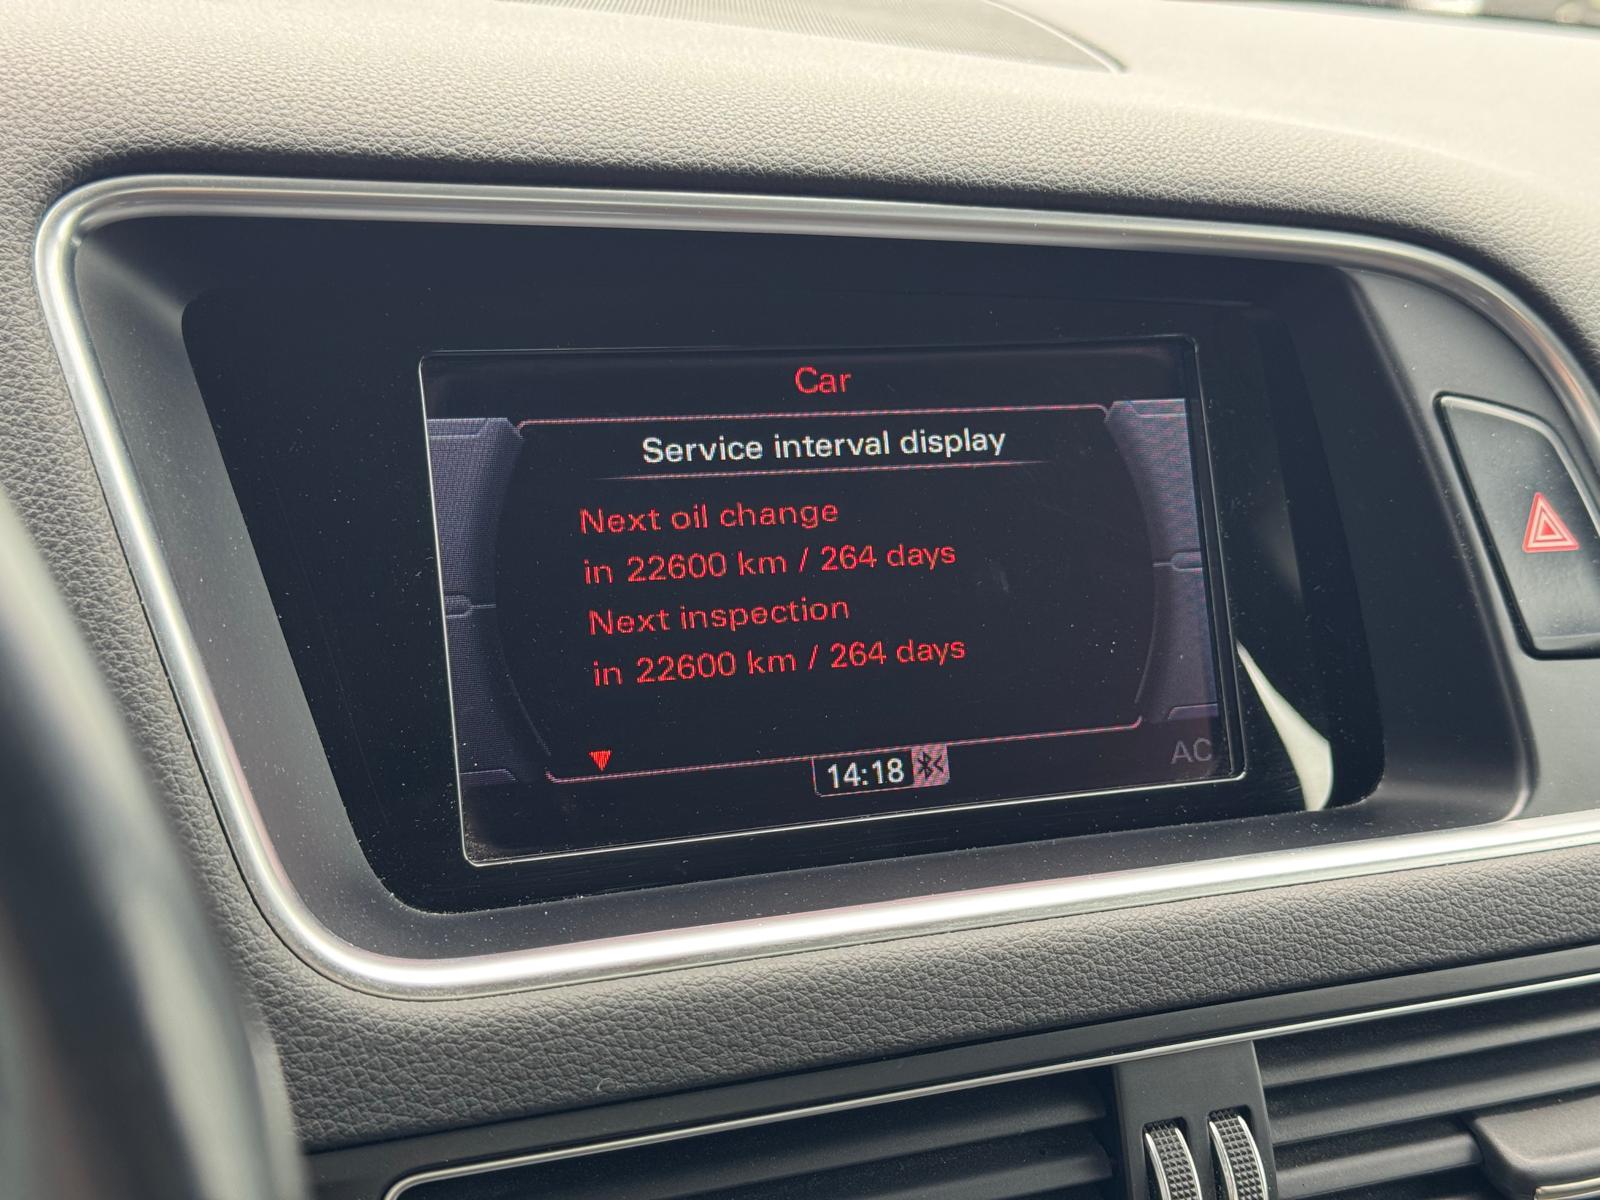 Car
Service interval display
Next oil change
in 22600 km / 264 days
Next inspection
in 22600 km / 264 days
14:18
AC